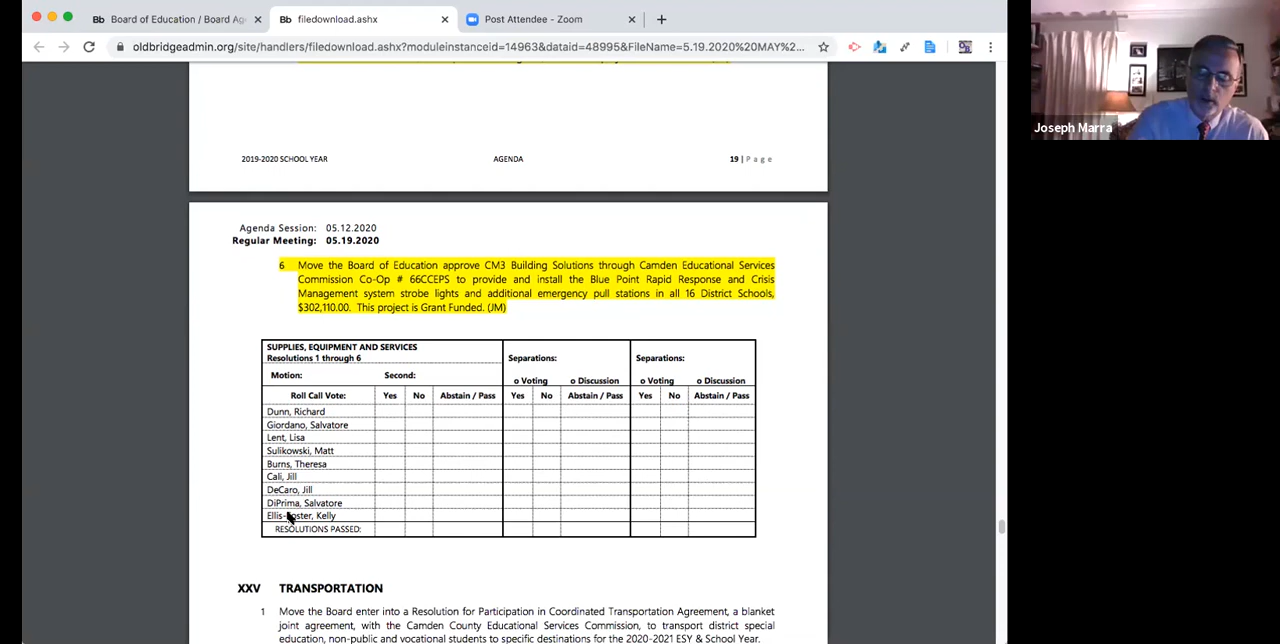 Bb Board of Education / Board Ag
Bb filedownload.ashx
Post Attendee - Zoom
oldbridgeadmin.org/site/handlers/filedownload.ashx?moduleinstanceid=14963&dataid=48995&FileName=5.19.2020%20MAY%2...
Joseph Marra
2019-2020 SCHOOL YEAR AGENDA 19 | Page
Agenda Session: 05.12.2020
Regular Meeting: 05.19.2020
6 Move the Board of Education approve CM3 Building Solutions through Camden Educational Services
Commission Co-Op # 66CCEPS to provide and install the Blue Point Rapid Response and Crisis
Management system strobe lights and additional emergency pull stations in all 16 District Schools,
$302,110.00. This project is Grant Funded. (JM)
SUPPLIES, EQUIPMENT AND SERVICES
Resolutions 1 through 6 Separations: Separations:
Motion: Second:
o Voting o Discussion o Voting o Discussion
Roll Call Vote: Yes No Abstain / Pass Yes No Abstain / Pass Yes No Abstain / Pass
Dunn, Richard
Giordano, Salvatore
Lent, Lisa
Sulikowski, Matt
Burns, Theresa
Cali, Jill
DeCaro, Jill
DiPrima, Salvatore
Kelly
RESOLUTIONS PASSED:
XXV TRANSPORTATION
1 Move the Board enter into a Resolution for Participation in Coordinated Transportation Agreement, a blanket
joint agreement, with the Camden County Educational Services Commission, to transport district special
education, non-public and vocational students to specific destinations for the 2020-2021 ESY & School Year.